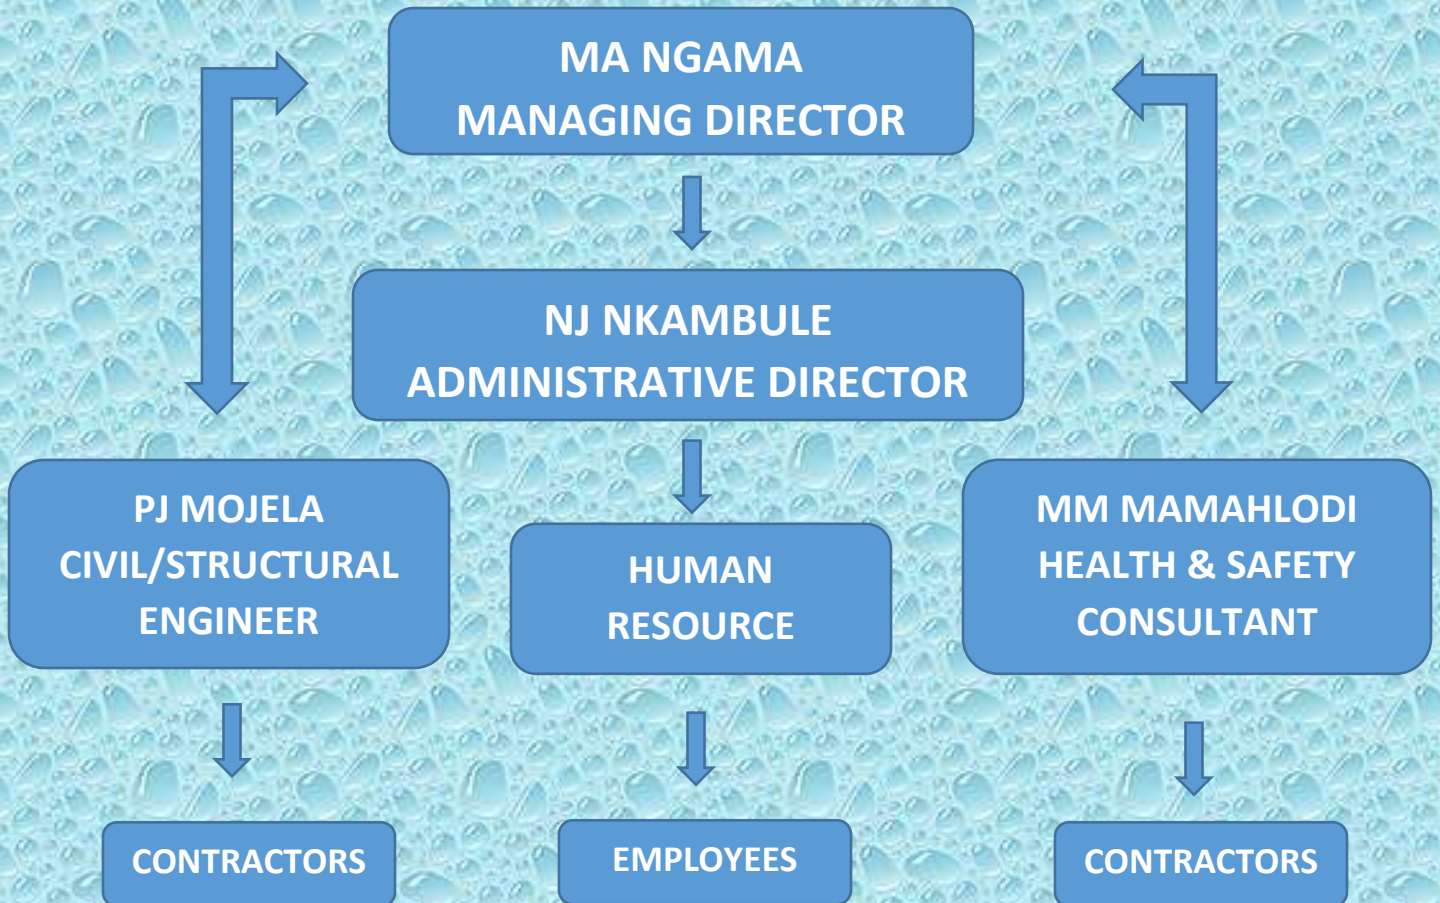 MA NGAMA
MANAGING DIRECTOR
NJ NKAMBULE
ADMINISTRATIVE DIRECTOR
PJ MOJELA
CIVIL/STRUCTURAL
ENGINEER
HUMAN
RESOURCE
MM MAMAHLODI
HEALTH & SAFETY
CONSULTANT
CONTRACTORS
EMPLOYEES
CONTRACTORS